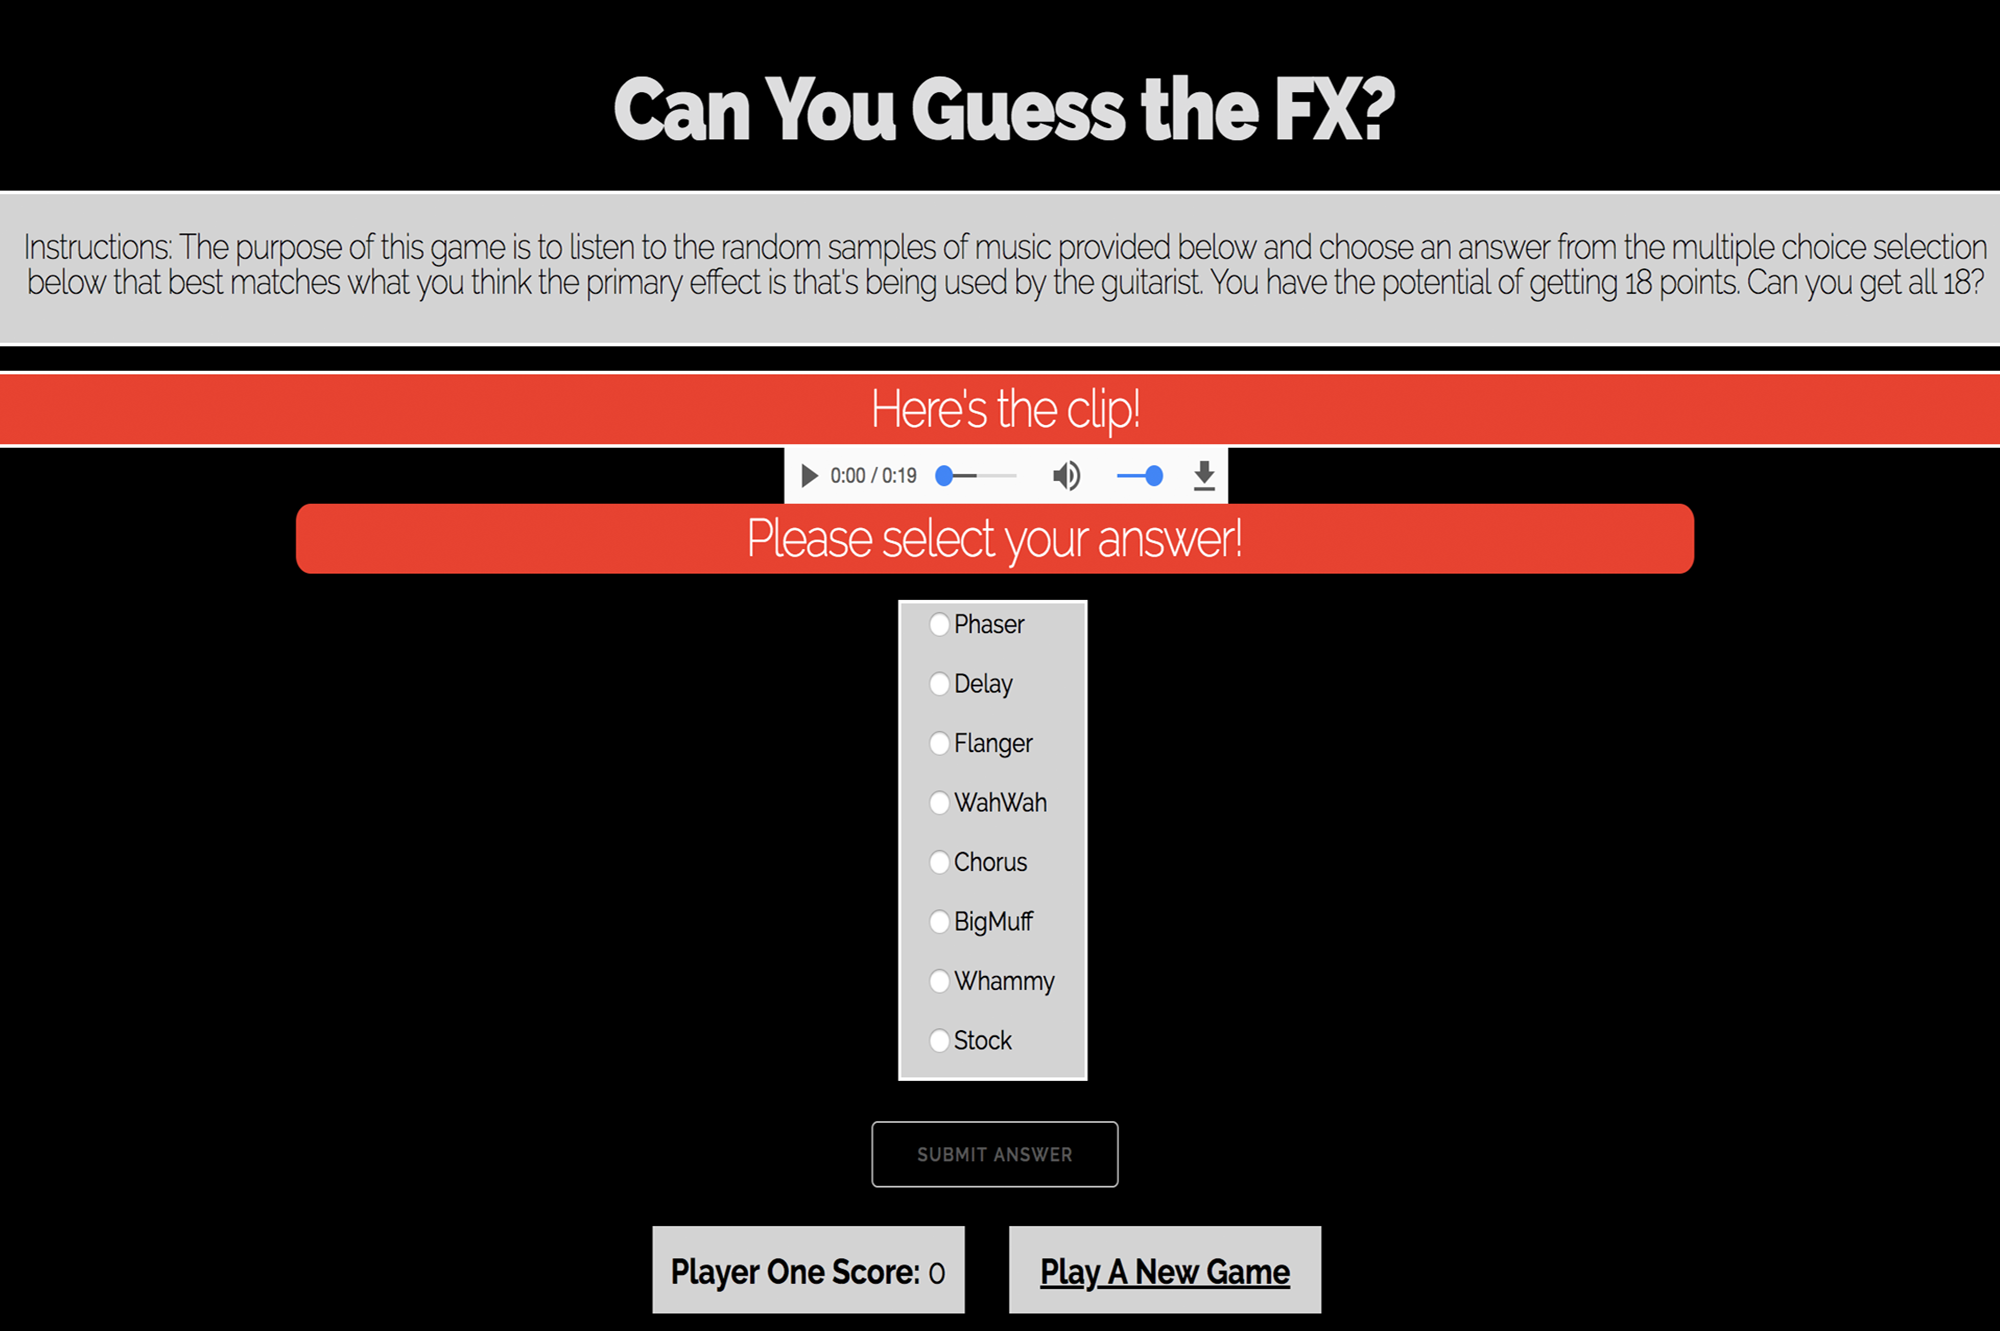 Can You Guess the FX?
Instructions: The purpose of this game is to listen to the random samples of music provided below and choose an answer from the multiple choice selection
below that best matches what you think the primary effect is that's being used by the guitarist. You have the potential of getting 18 points. Can you get all 18?
Here's the clip!
0:00 / 0:19
Please select your answer!
Phaser
Delay
Flanger
WahWah
Chorus
BigMuff
Whammy
Stock
SUBMIT ANSWER
Player One Score: 0
Play A New Game